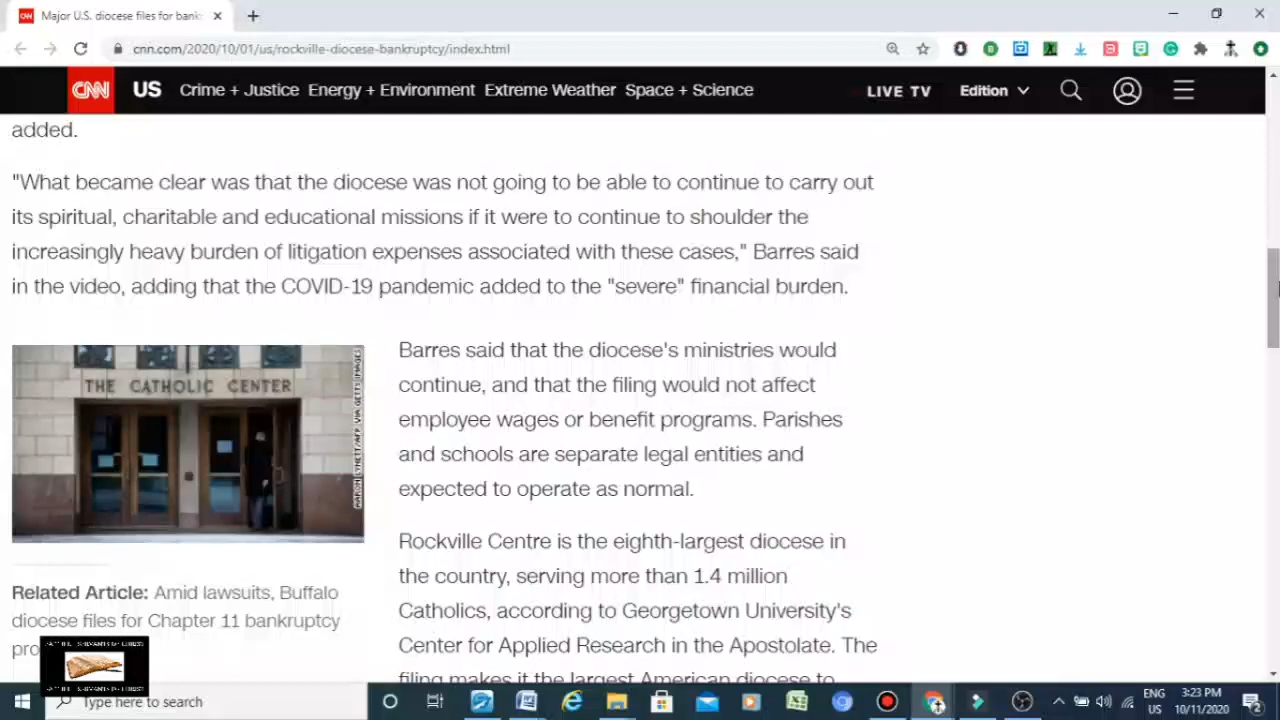 CNN Major U.S. diocese files for bank
cnn.com/2020/10/01/us/rockville-diocese-bankruptcy/index.html
CNN US Crime + Justice Energy + Environment Extreme Weather Space + Science LIVE TV Edition
added.
"What became clear was that the diocese was not going to be able to continue to carry out
its spiritual, charitable and educational missions if it were to continue to shoulder the
increasingly heavy burden of litigation expenses associated with these cases," Barres said
in the video, adding that the COVID-19 pandemic added to the "severe" financial burden.
THE CATHOLIC CENTER
Barres said that the diocese's ministries would
continue, and that the filing would not affect
employee wages or benefit programs. Parishes
and schools are separate legal entities and
expected to operate as normal.
Related Article: Amid lawsuits, Buffalo
diocese files for Chapter 11 bankruptcy
pro
Rockville Centre is the eighth-largest diocese in
the country, serving more than 1.4 million
Catholics, according to Georgetown University's
Center for Applied Research in the Apostolate. The
filing makes it the largest American diocese to
Type here to search
ENG
US
3:23 PM
10/11/2020
2